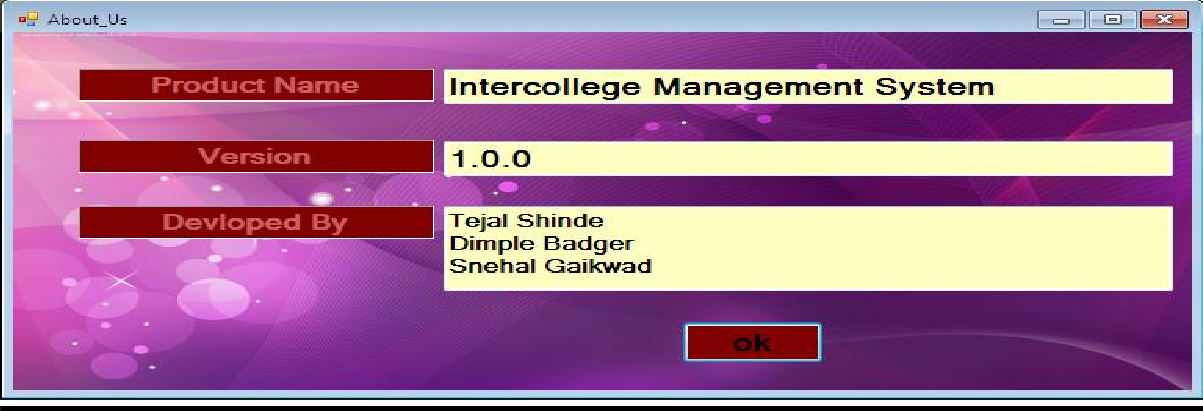 About_Us
Product Name
Intercollege Management System
Version
1.0.0
Devloped By
Tejal Shinde
Dimple Badger
Snehal Gaikwad
ok